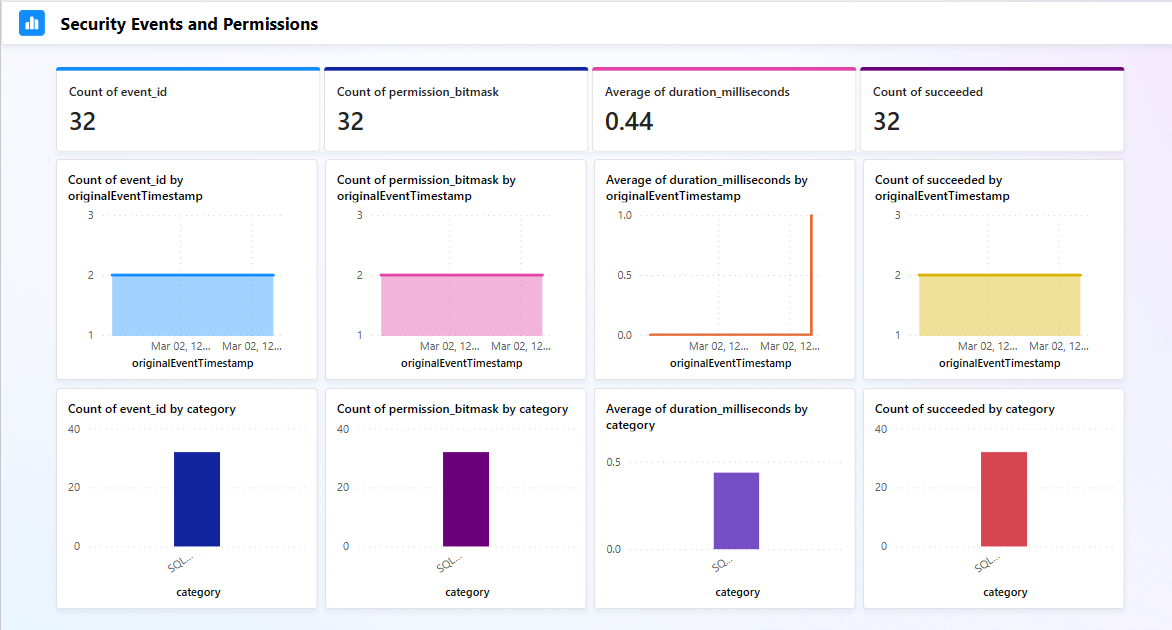 Security Events and Permissions
Count of event_id
32
Count of permission_bitmask
32
Average of duration_milliseconds
0.44
Count of succeeded
32
Count of event_id by
originalEventTimestamp
3
2
1
Mar 02, 12... Mar 02, 12...
originalEventTimestamp
Count of permission_bitmask by
originalEventTimestamp
3
2
1
Mar 02, 12... Mar 02, 12...
originalEventTimestamp
Average of duration_milliseconds by
originalEventTimestamp
1.0
0.5
0.0
Mar 02, 12... Mar 02, 12...
originalEventTimestamp
Count of succeeded by
originalEventTimestamp
3
2
1
Mar 02, 12... Mar 02, 12...
originalEventTimestamp
Count of event_id by category
40
20
0
SQL...
category
Count of permission_bitmask by category
40
20
0
SQL...
category
Average of duration_milliseconds by
category
0.5
0.0
SQ...
category
Count of succeeded by category
40
20
0
SQL...
category